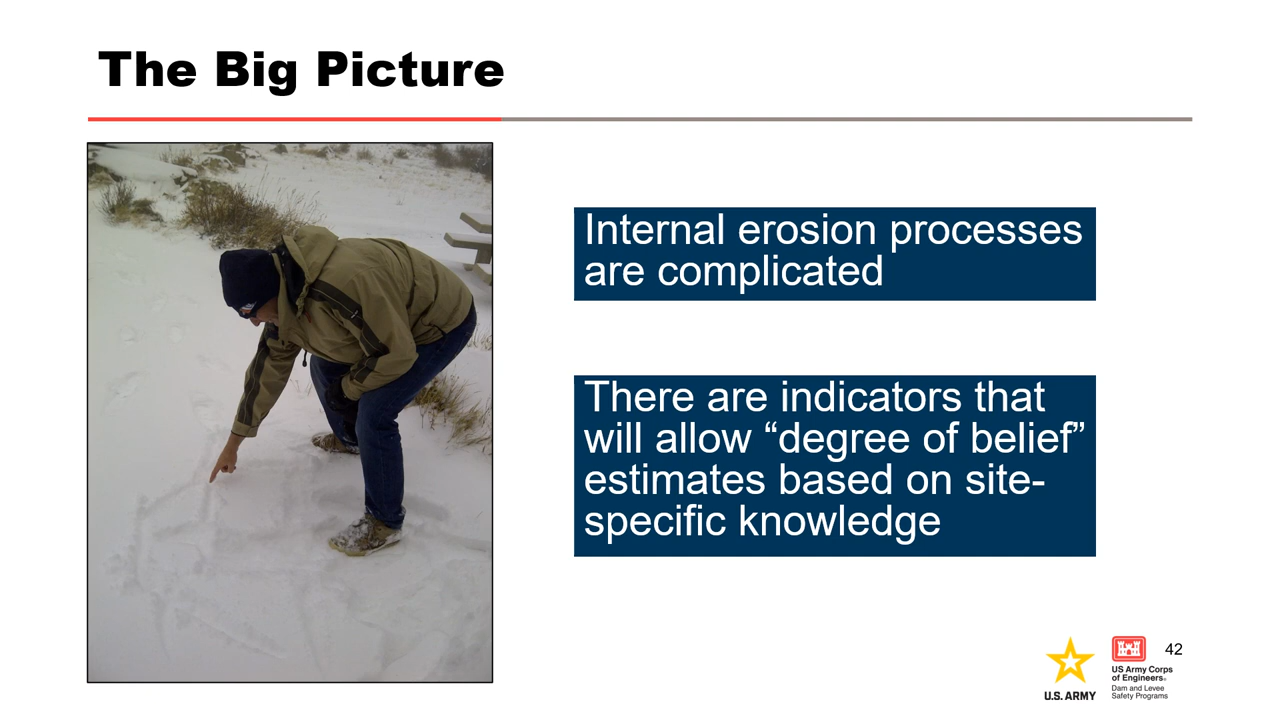 The Big Picture
Internal erosion processes
are complicated
There are indicators that
will allow “degree of belief”
estimates based on site-
specific knowledge
42
U.S. ARMY
US Army Corps
of Engineers®
Dam and Levee
Safety Programs